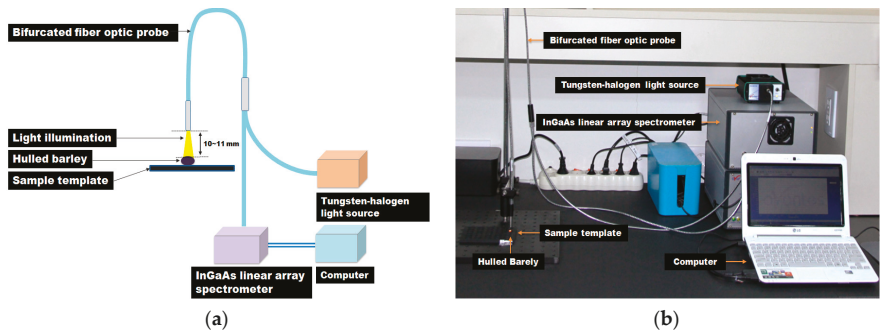 Bifurcated fiber optic probe
Light illumination
10~11 mm
Hulled barley
Sample template
Tungsten-halogen
light source
InGaAs linear array
spectrometer
Computer
(a)
Bifurcated fiber optic probe
Tungsten-halogen light source
InGaAs linear array spectrometer
Sample template
Hulled Barely
Computer
LG
(b)